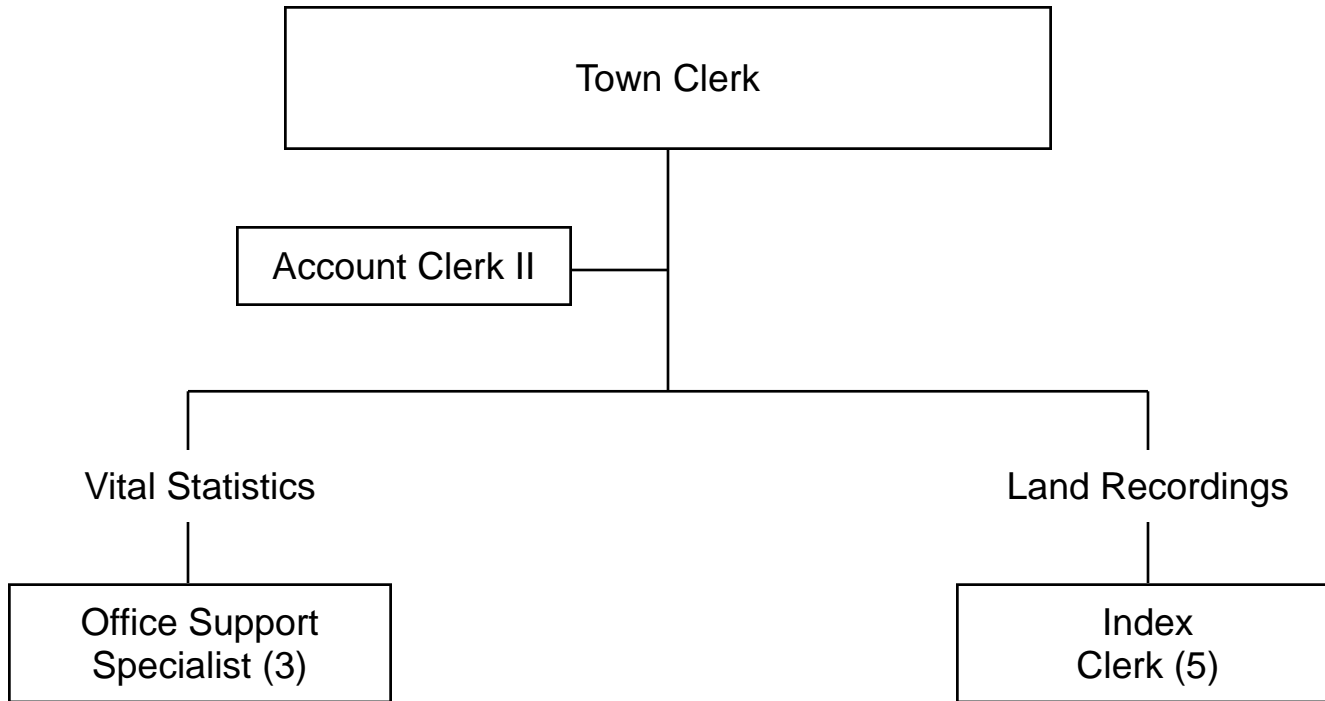 Town Clerk
Account Clerk II
Vital Statistics
Land Recordings
Office Support
Specialist (3)
Index
Clerk (5)